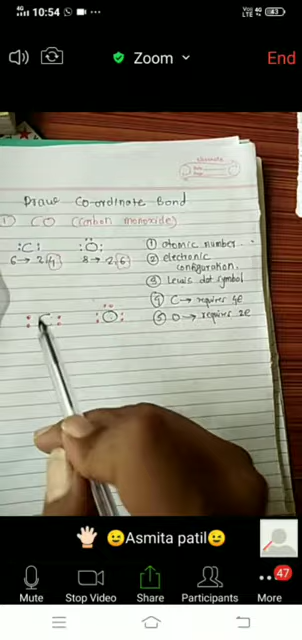 10:54
Zoom
End
Draw Co-ordinate Bond
① CO (Carbon monoxide)
:C: :O:
6→ 2(4) 8→ 2,(6)
① atomic number.
② electronic
configuration.
③ Lewis dot symbol
④ C → requires 4e
⑤ O → requires 2e
:C: :O:
👋🏻 😉Asmita patil😉
47
Mute Stop Video Share Participants More